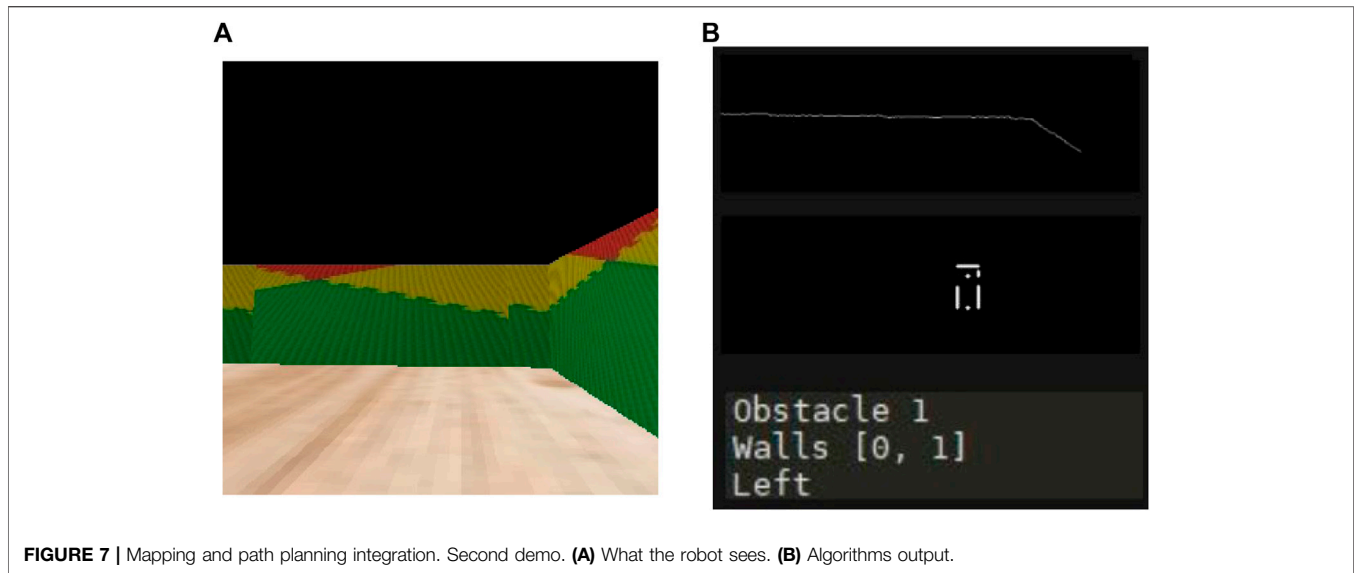 A
B
Obstacle 1
Walls [0, 1]
Left
FIGURE 7 | Mapping and path planning integration. Second demo. (A) What the robot sees. (B) Algorithms output.